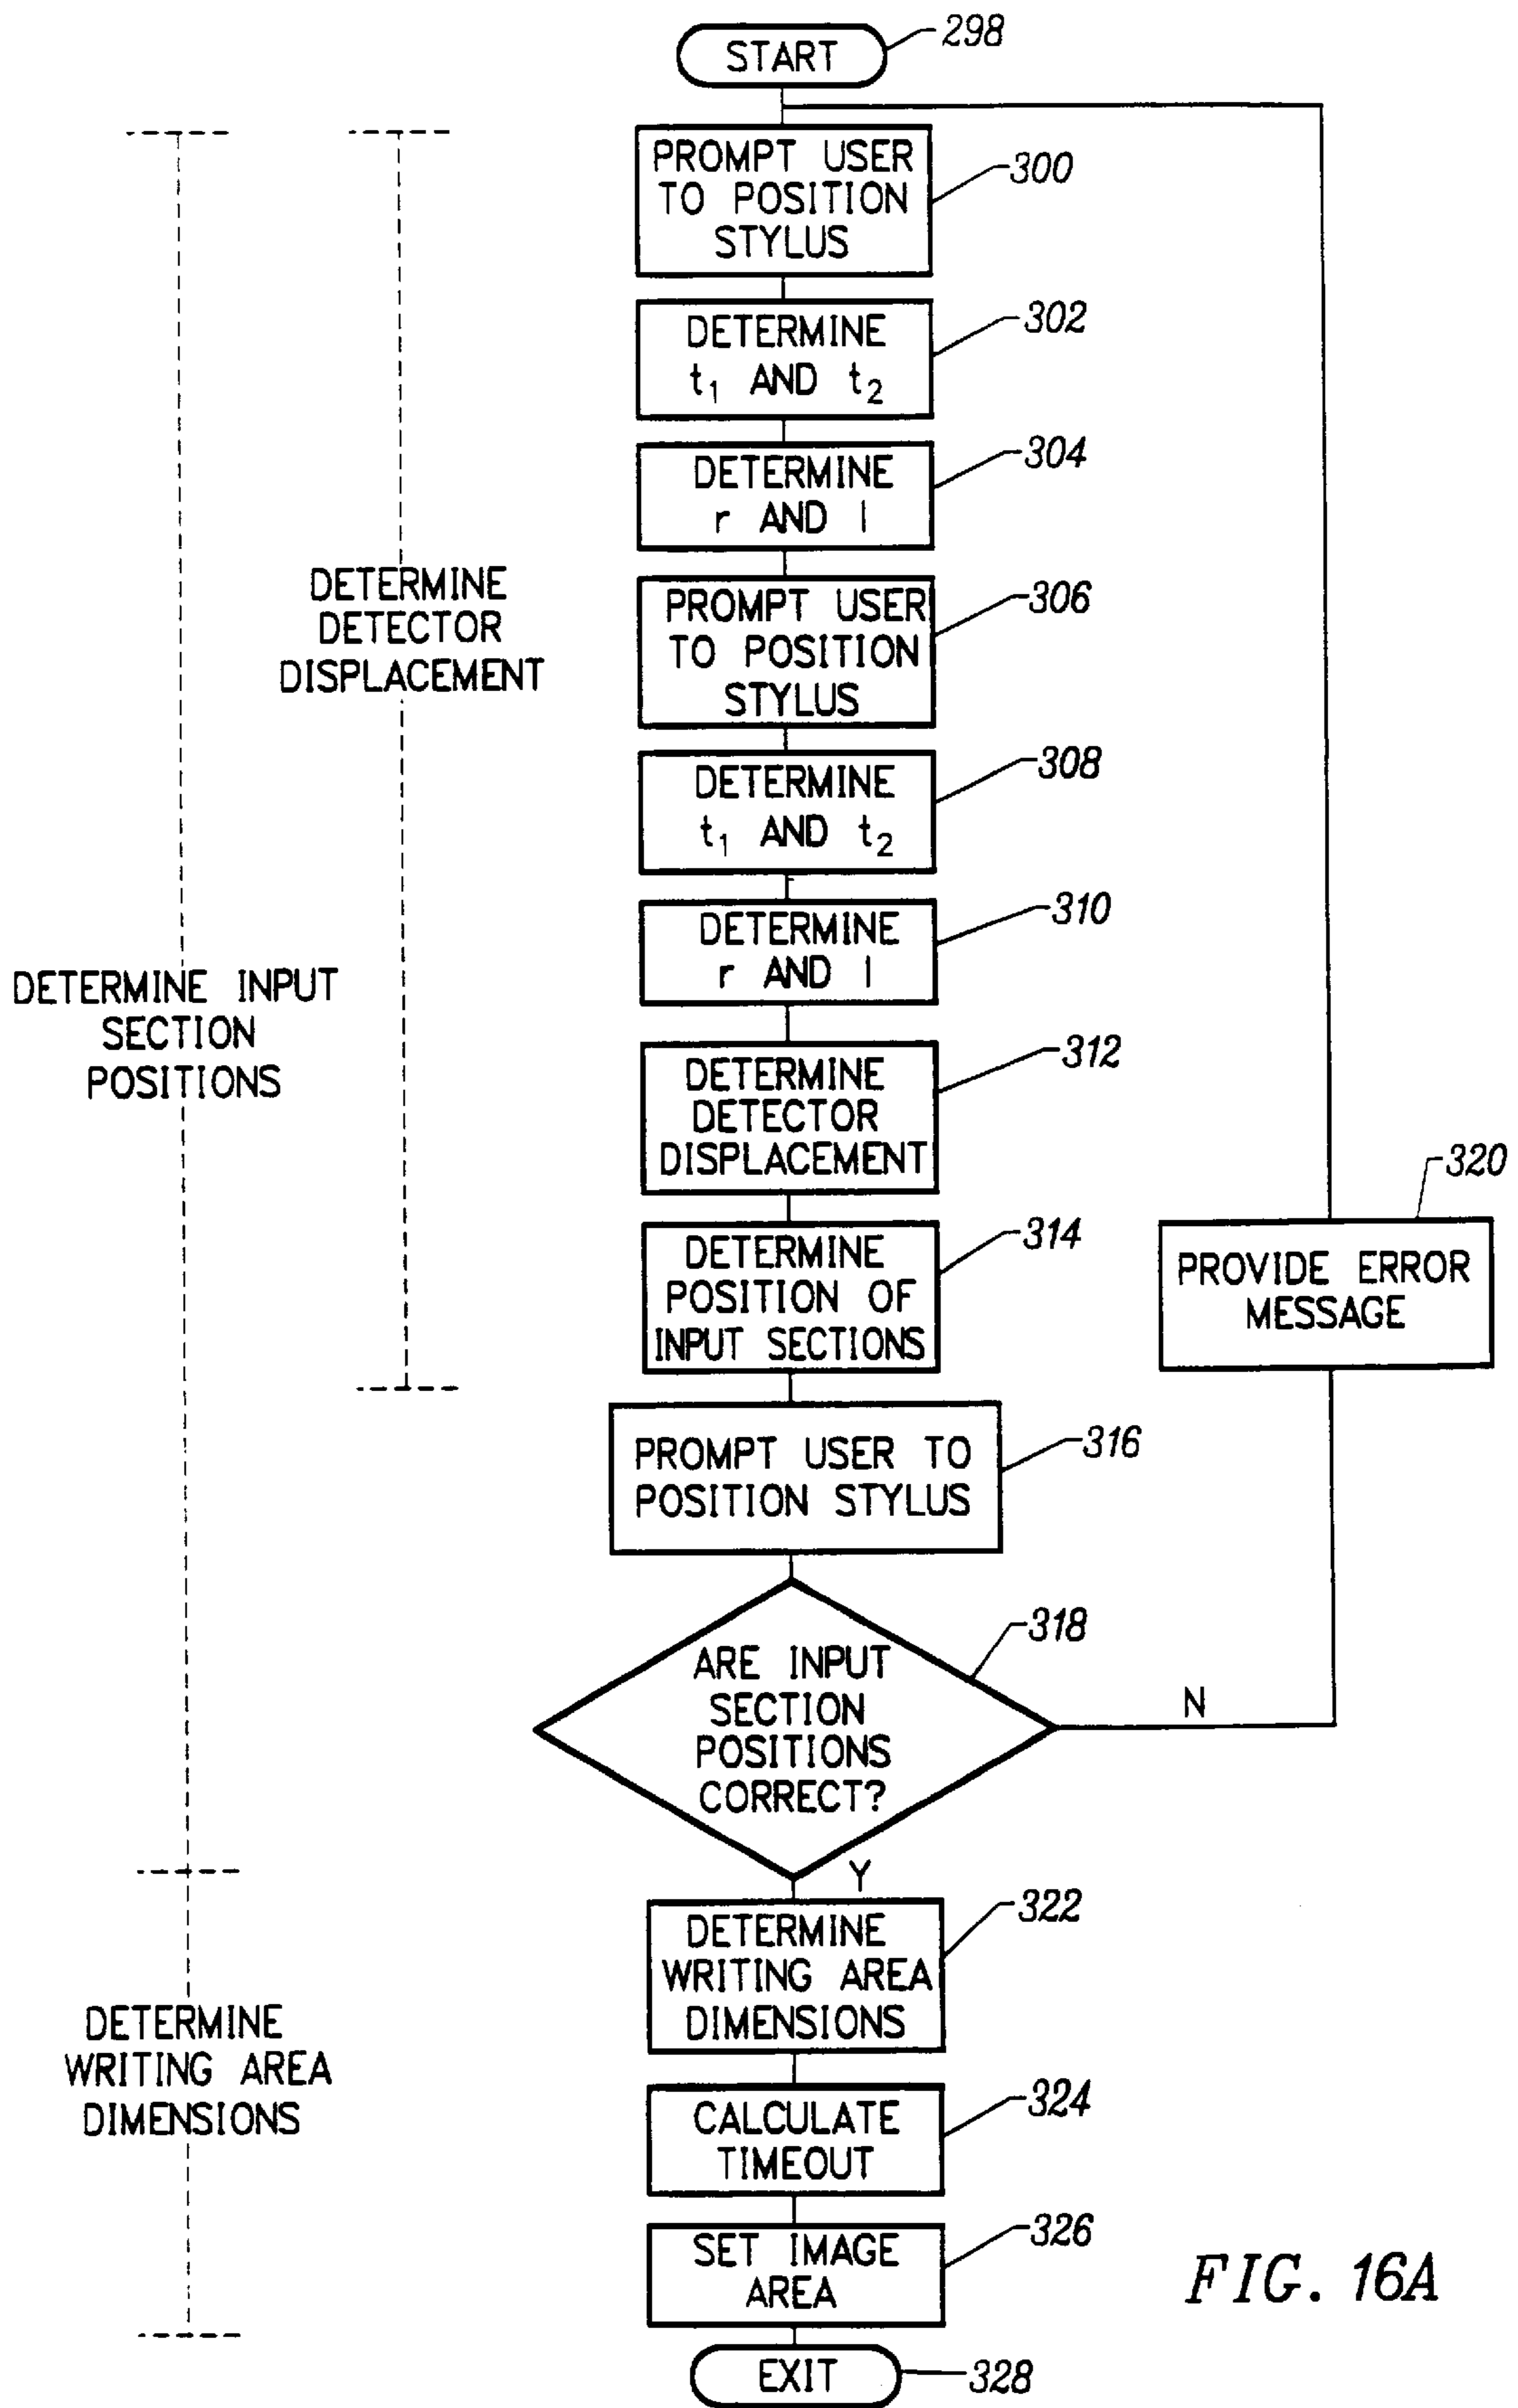 START
298
PROMPT USER
TO POSITION
STYLUS
300
DETERMINE
t₁ AND t₂
302
DETERMINE
r AND l
304
PROMPT USER
TO POSITION
STYLUS
306
DETERMINE
t₁ AND t₂
308
DETERMINE
r AND l
310
DETERMINE
DETECTOR
DISPLACEMENT
312
DETERMINE
POSITION OF
INPUT SECTIONS
314
PROMPT USER TO
POSITION STYLUS
316
ARE INPUT
SECTION
POSITIONS
CORRECT?
318
N
PROVIDE ERROR
MESSAGE
320
Y
DETERMINE
WRITING AREA
DIMENSIONS
322
CALCULATE
TIMEOUT
324
SET IMAGE
AREA
326
EXIT
328
DETERMINE
DETECTOR
DISPLACEMENT
DETERMINE INPUT
SECTION
POSITIONS
DETERMINE
WRITING AREA
DIMENSIONS
FIG. 16A